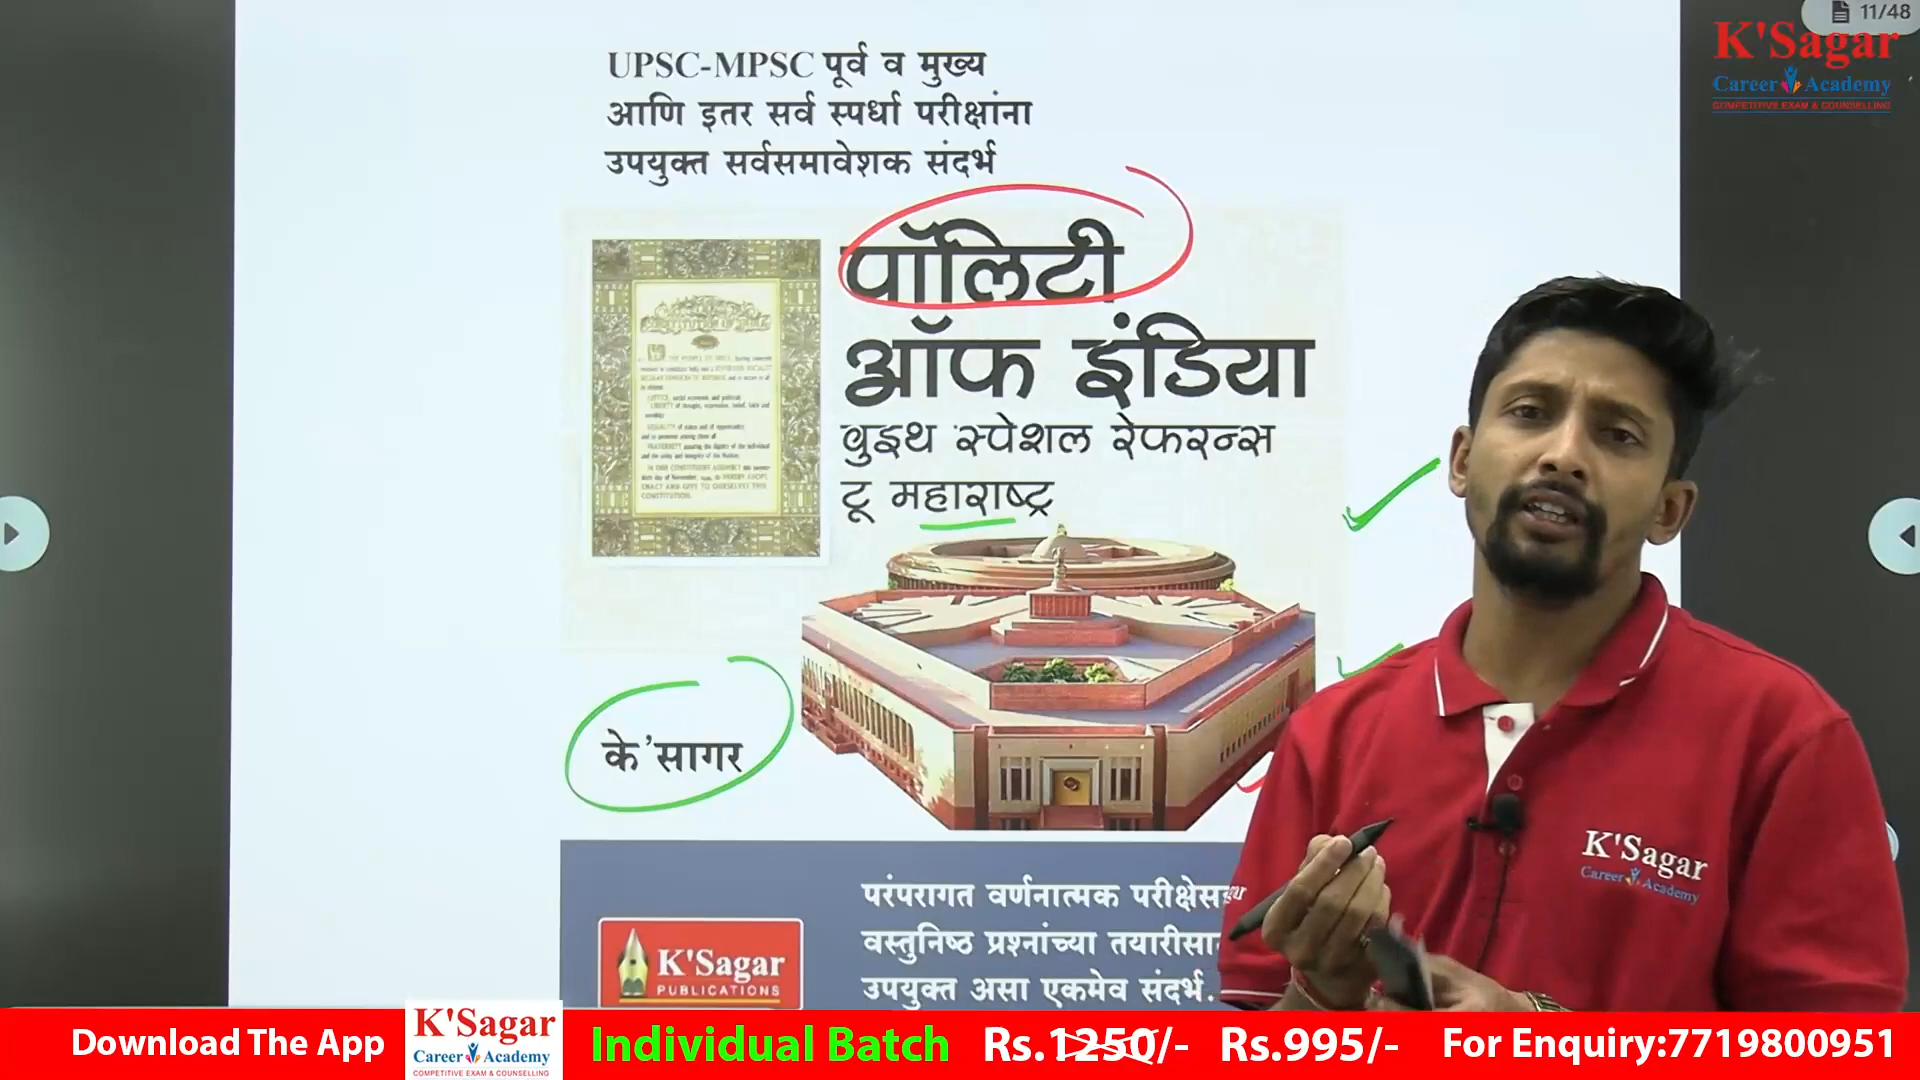 11/48
K'Sagar
Career Academy
COMPETITIVE EXAM & COUNSELLING
UPSC-MPSC पूर्व व मुख्य
आणि इतर सर्व स्पर्धा परीक्षांना
उपयुक्त सर्वसमावेशक संदर्भ
पॉलिटी
ऑफ इंडिया
वुइथ स्पेशल रेफरन्स
टू महाराष्ट्र
के'सागर
परंपरागत वर्णनात्मक
वस्तुनिष्ठ प्रश्नांच्या
उपयुक्त असा एकमेव संदर्भ.
K'Sagar
PUBLICATIONS
K'Sagar
Career Academy
Download The App
K'Sagar
Career Academy
COMPETITIVE EXAM & COUNSELLING
Individual Batch
Rs.1250/-
Rs.995/-
For Enquiry:7719800951